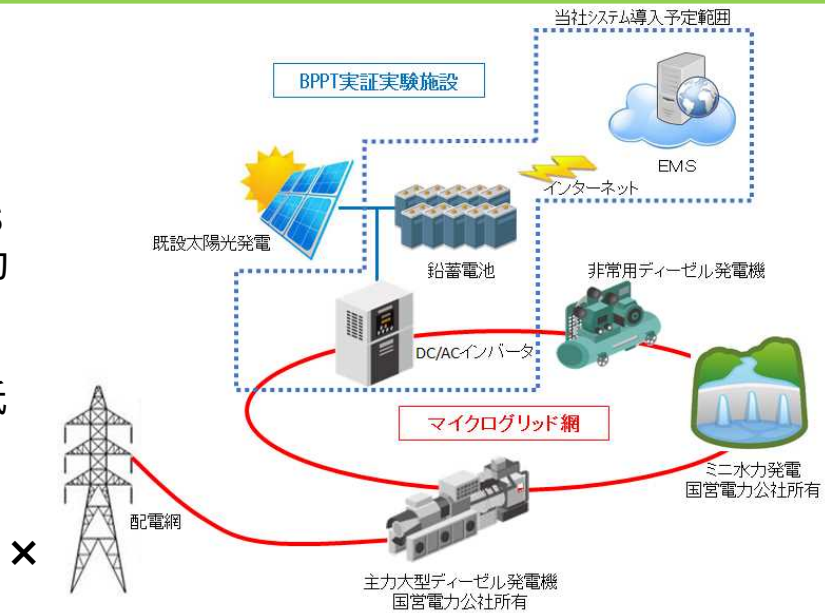 当社システム導入予定範囲
BPPT実証実験施設
EMS
インターネット
既設太陽光発電
鉛蓄電池
非常用ディーゼル発電機
DC/ACインバータ
マイクログリッド網
ミニ水力発電
国営電力公社所有
配電網
×
主力大型ディーゼル発電機
国営電力公社所有